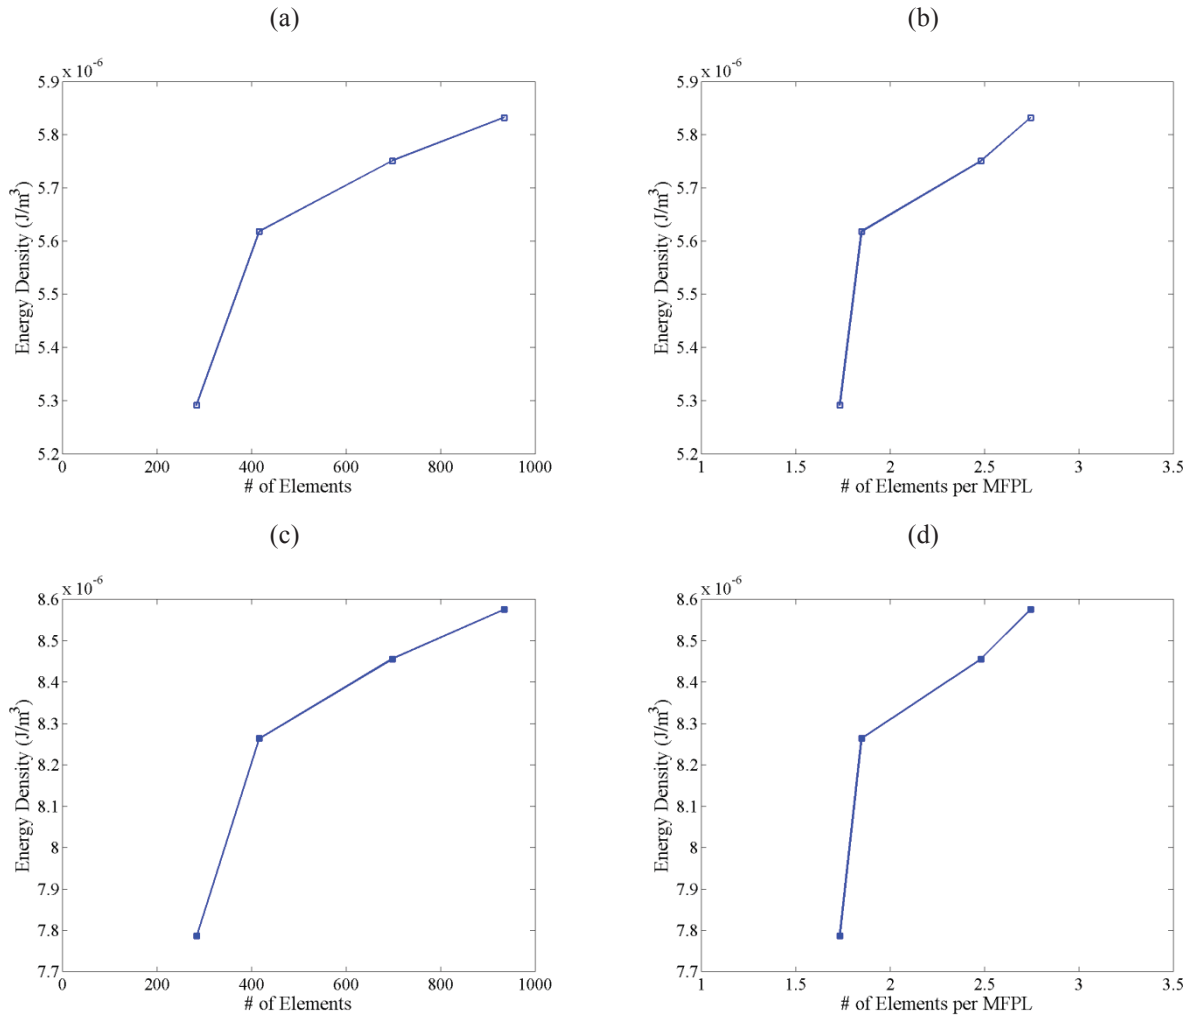 (a)
x 10^-6
5.9
5.8
5.7
5.6
5.5
5.4
5.3
5.2
Energy Density (J/m^3)
0 200 400 600 800 1000
# of Elements
(b)
x 10^-6
5.9
5.8
5.7
5.6
5.5
5.4
5.3
5.2
Energy Density (J/m^3)
1 1.5 2 2.5 3 3.5
# of Elements per MFPL
(c)
x 10^-6
8.6
8.5
8.4
8.3
8.2
8.1
8
7.9
7.8
7.7
Energy Density (J/m^3)
0 200 400 600 800 1000
# of Elements
(d)
x 10^-6
8.6
8.5
8.4
8.3
8.2
8.1
8
7.9
7.8
7.7
Energy Density (J/m^3)
1 1.5 2 2.5 3 3.5
# of Elements per MFPL